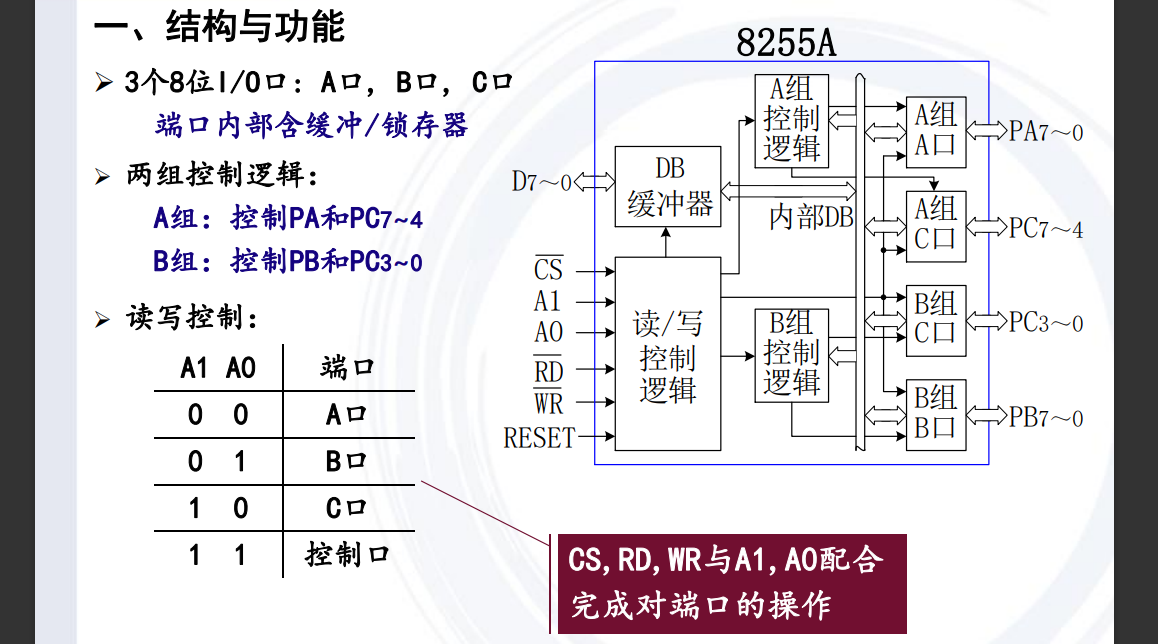 一、结构与功能
➢ 3个8位I/O口：A口，B口，C口
端口内部含缓冲/锁存器
➢ 两组控制逻辑：
A组：控制PA和PC7~4
B组：控制PB和PC3~0
➢ 读写控制：
A1 A0 端口
0 0 A口
0 1 B口
1 0 C口
1 1 控制口
8255A
A组
控制
逻辑
A组
A口
PA7～0
DB
缓冲器
D7～0
内部DB
A组
C口
PC7～4
CS
A1
A0
RD
WR
RESET
读/写
控制
逻辑
B组
控制
逻辑
B组
C口
PC3～0
B组
B口
PB7～0
CS,RD,WR与A1,A0配合
完成对端口的操作